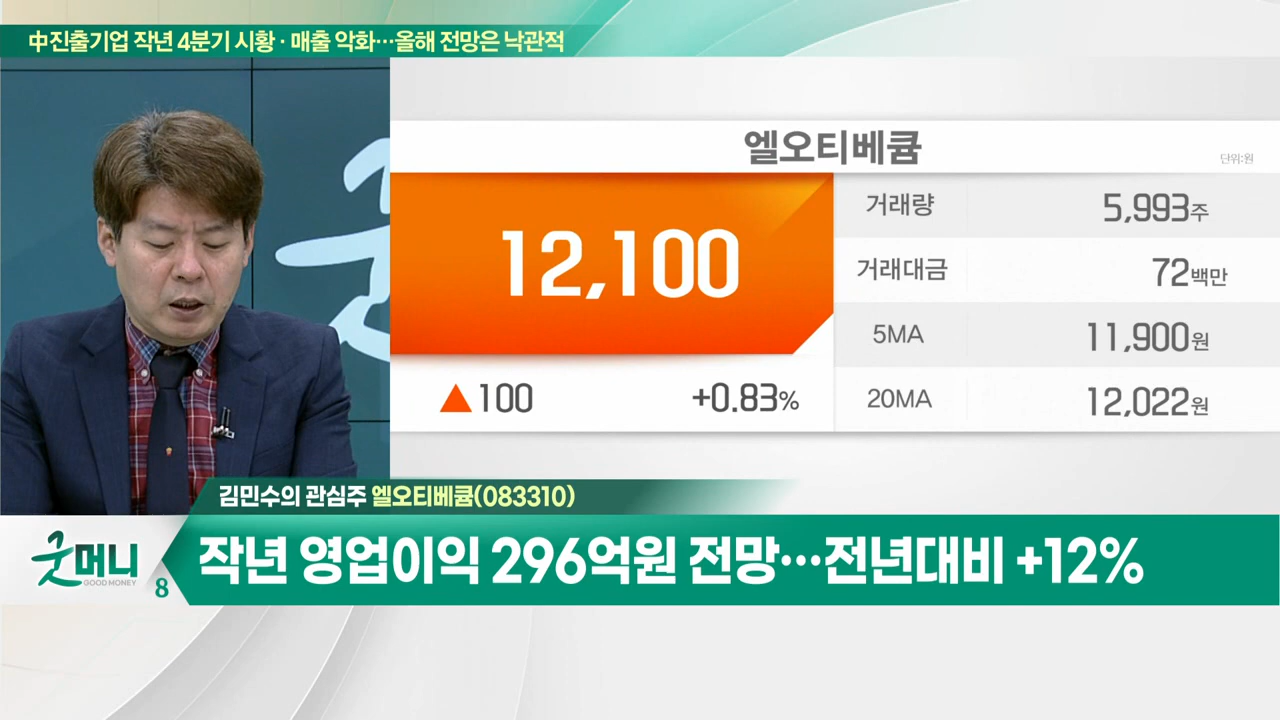 中진출기업 작년 4분기 시황·매출 악화…올해 전망은 낙관적
엘오티베큠
단위:원
12,100
▲100 +0.83%
거래량 5,993주
거래대금 72백만
5MA 11,900원
20MA 12,022원
김민수의 관심주 엘오티베큠(083310)
굿머니
GOOD MONEY
8
작년 영업이익 296억원 전망…전년대비 +12%